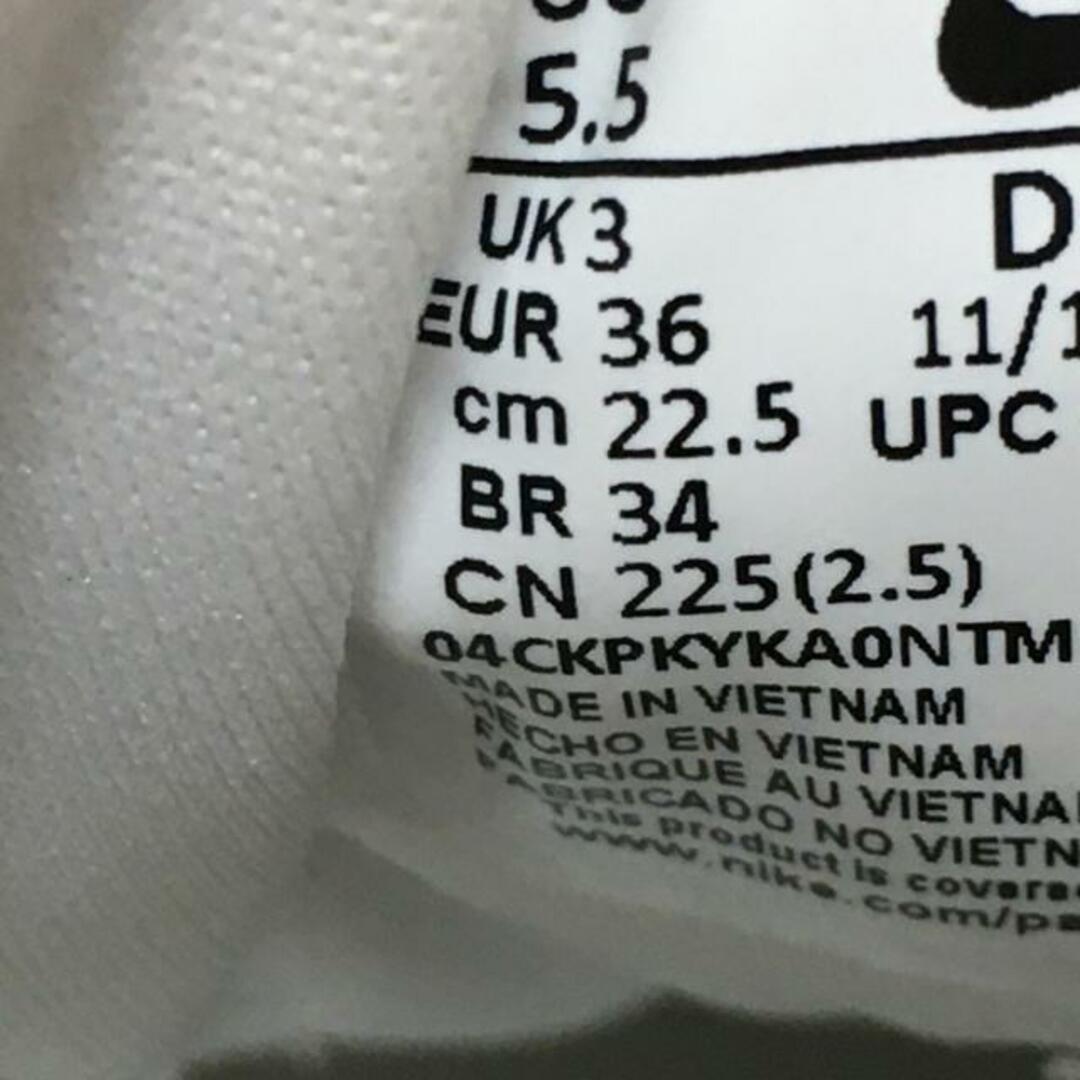 5.5
UK 3
D
EUR 36
11/1
cm 22.5
UPC
BR 34
CN 225(2.5)
04CKPKYKA0NTM
MADE IN VIETNAM
HECHO EN VIETNAM
FABRIQUE AU VIETNA
FABRICADO NO VIETN
This product is covere
www.nike.com/pa